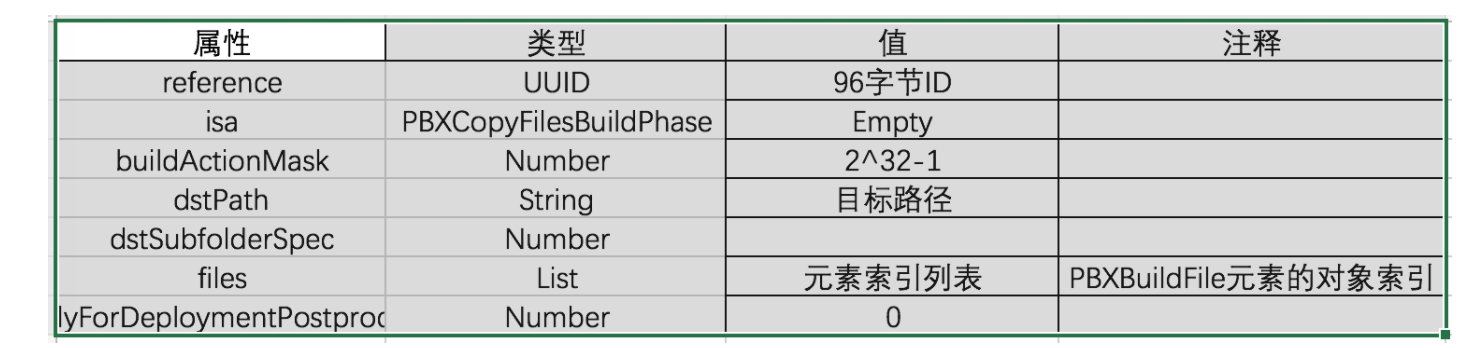 属性 类型 值 注释
reference UUID 96字节ID
isa PBXCopyFilesBuildPhase Empty
buildActionMask Number 2^32-1
dstPath String 目标路径
dstSubfolderSpec Number
files List 元素索引列表 PBXBuildFile元素的对象索引
lyForDeploymentPostproc Number 0